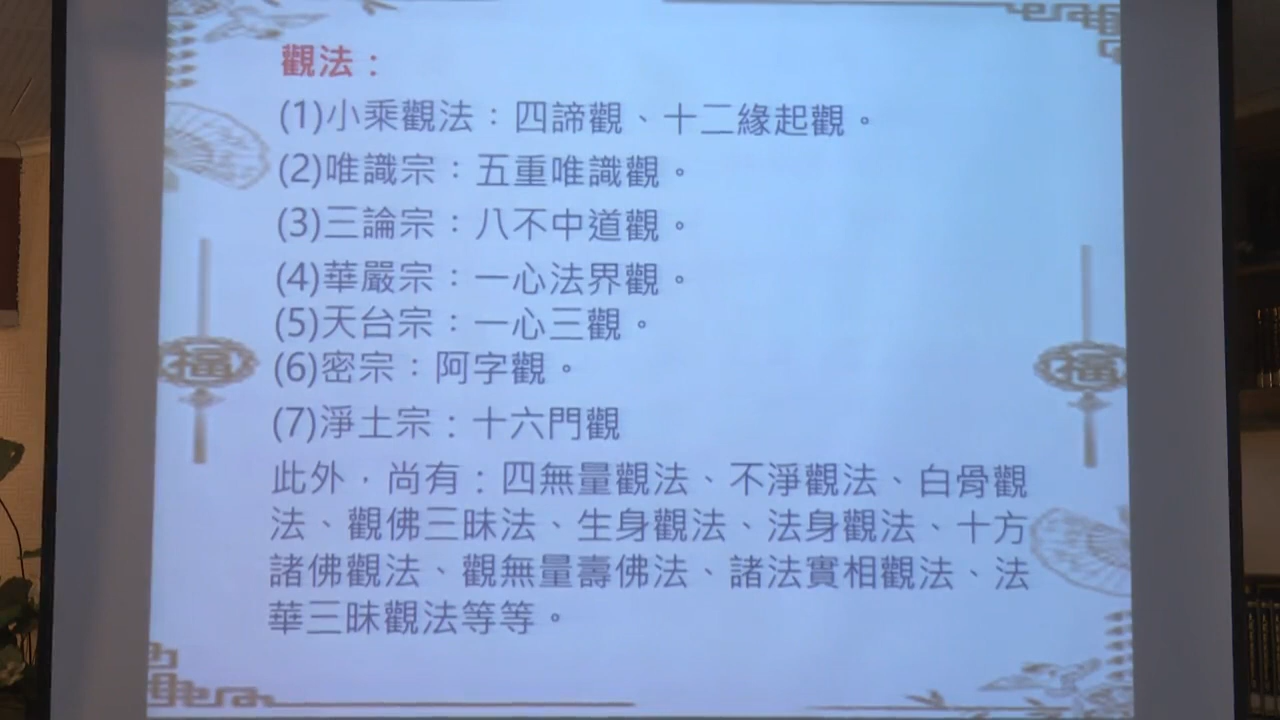 觀法：
(1)小乘觀法：四諦觀、十二緣起觀。
(2)唯識宗：五重唯識觀。
(3)三論宗：八不中道觀。
(4)華嚴宗：一心法界觀。
(5)天台宗：一心三觀。
(6)密宗：阿字觀。
(7)淨土宗：十六門觀
此外，尚有：四無量觀法、不淨觀法、白骨觀
法、觀佛三昧法、生身觀法、法身觀法、十方
諸佛觀法、觀無量壽佛法、諸法實相觀法、法
華三昧觀法等等。
福
福